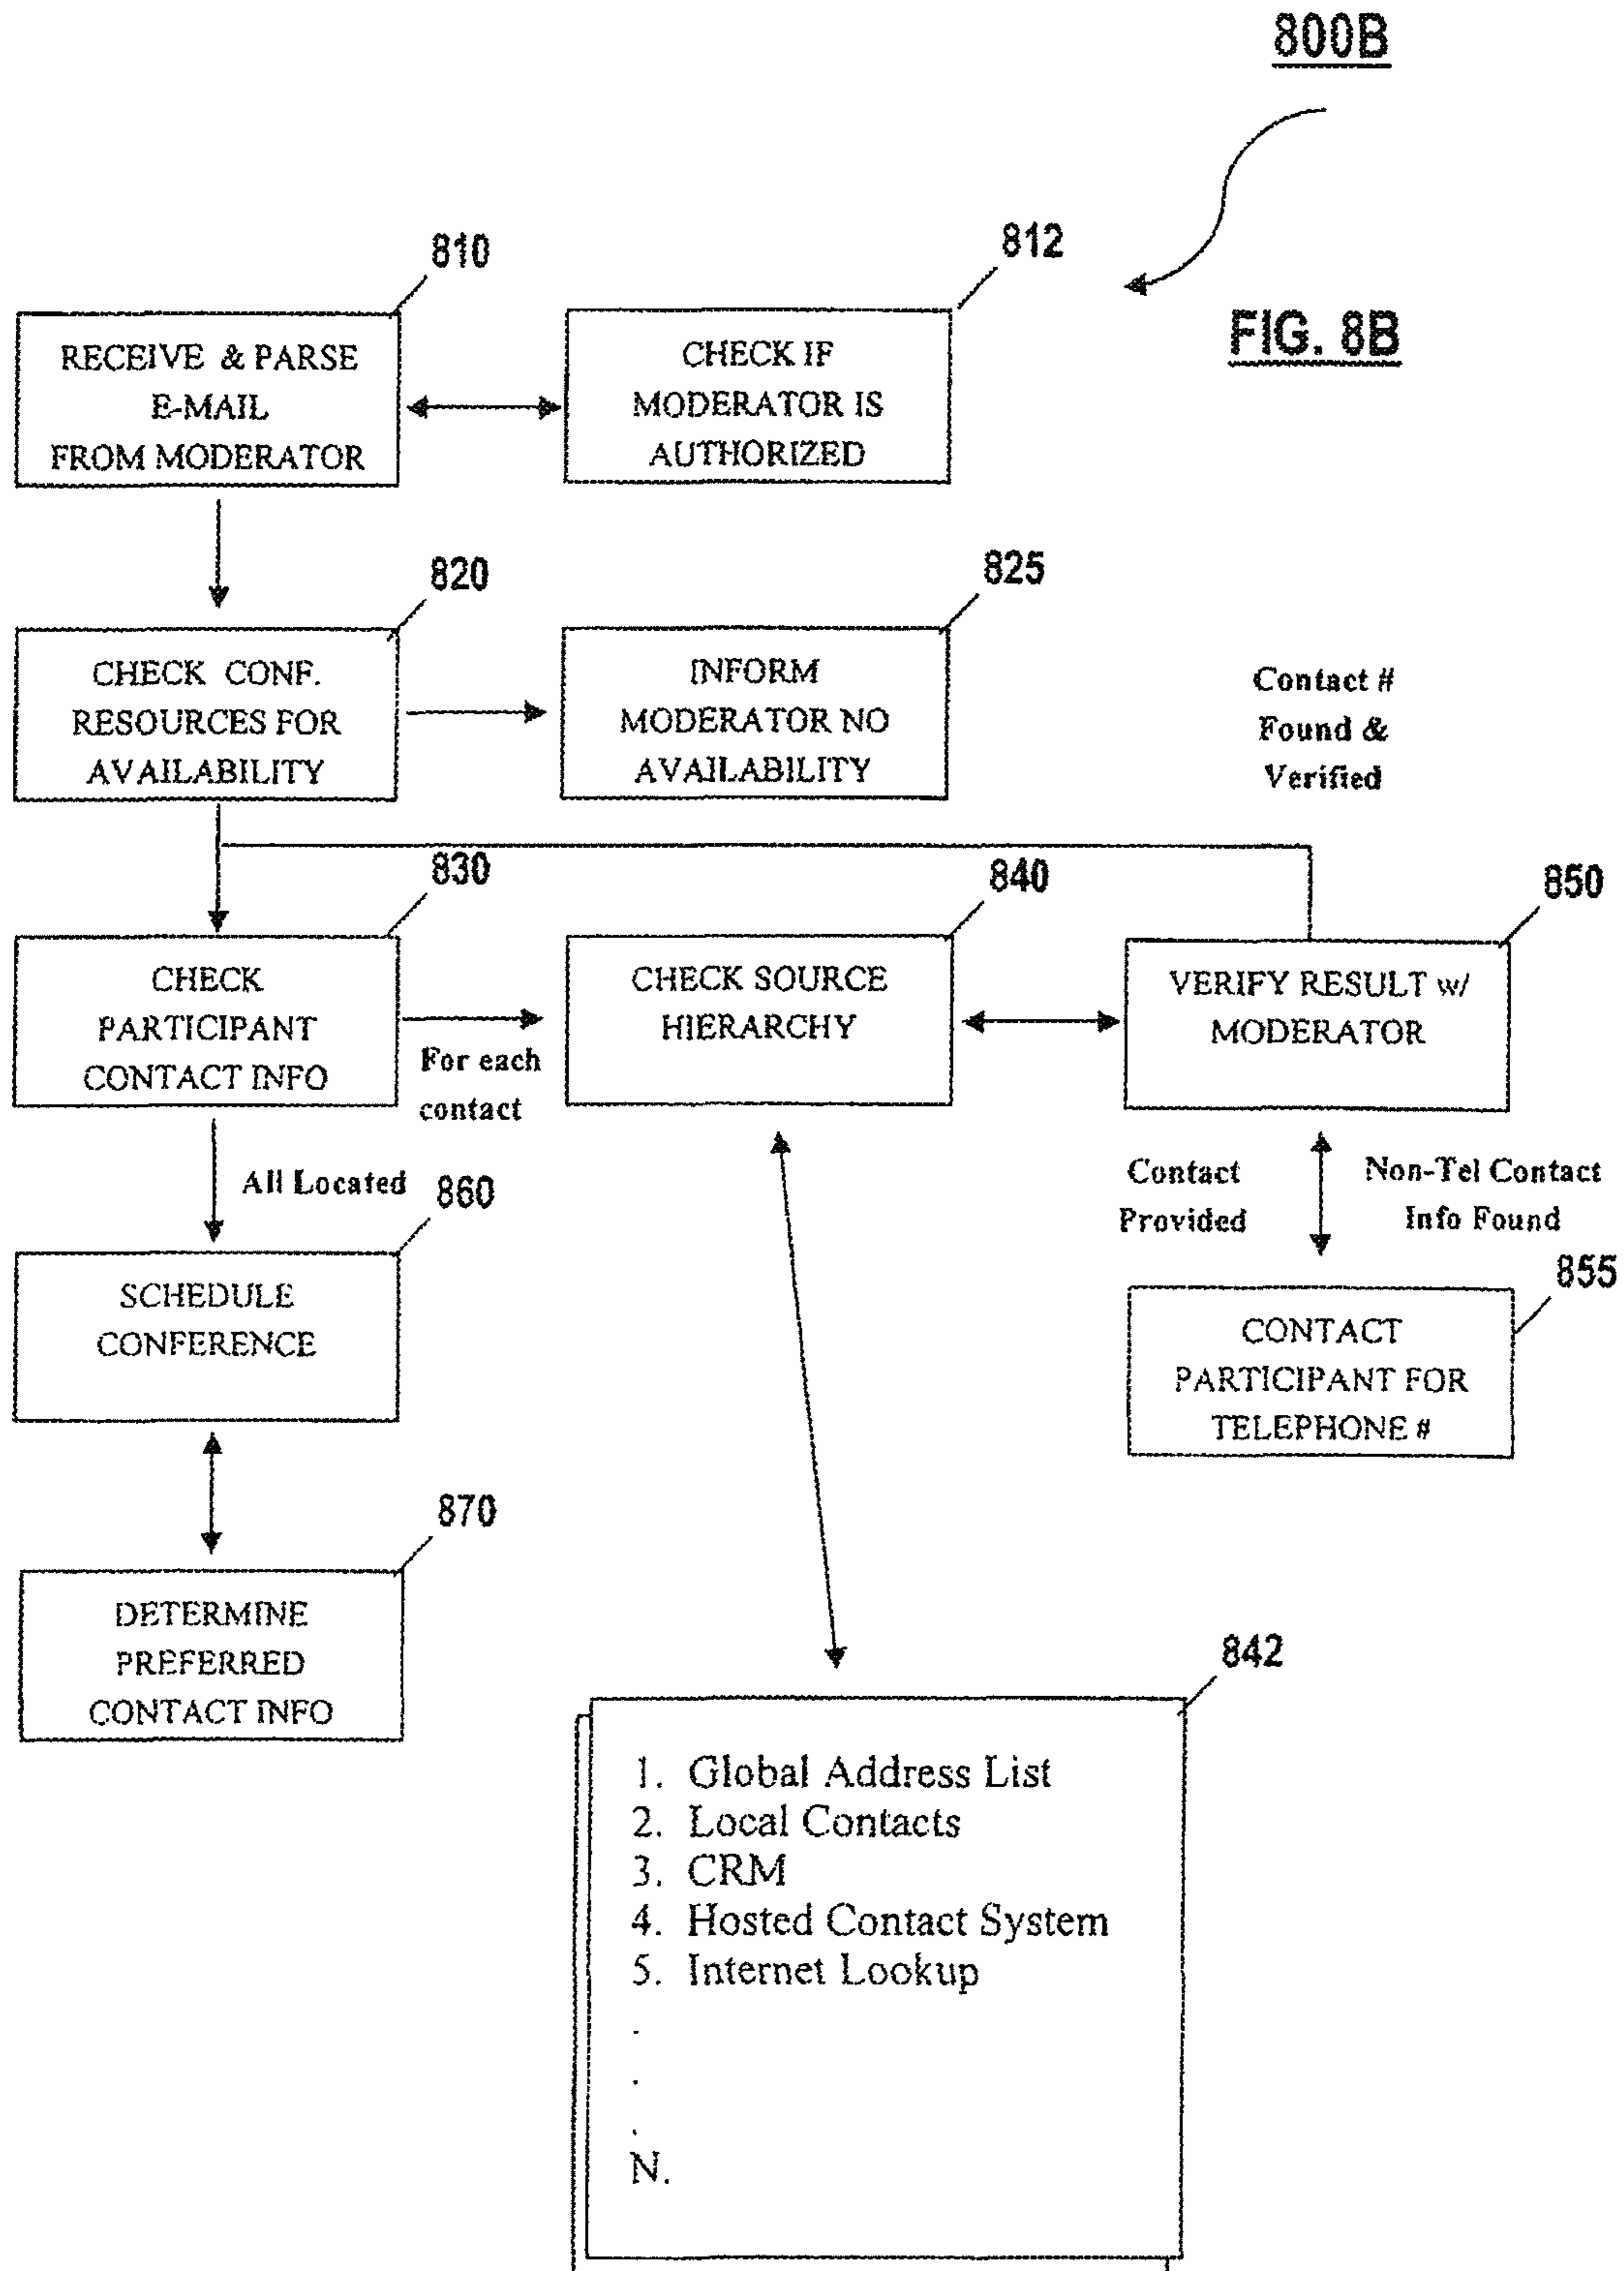 800B
810
812
RECEIVE & PARSE
E-MAIL
FROM MODERATOR
CHECK IF
MODERATOR IS
AUTHORIZED
FIG. 8B
820
825
CHECK CONF.
RESOURCES FOR
AVAILABILITY
INFORM
MODERATOR NO
AVAILABILITY
Contact #
Found &
Verified
830
840
850
CHECK
PARTICIPANT
CONTACT INFO
For each
contact
CHECK SOURCE
HIERARCHY
VERIFY RESULT w/
MODERATOR
All Located
Contact
Provided
Non-Tel Contact
Info Found
860
855
SCHEDULE
CONFERENCE
CONTACT
PARTICIPANT FOR
TELEPHONE #
870
DETERMINE
PREFERRED
CONTACT INFO
842
1. Global Address List
2. Local Contacts
3. CRM
4. Hosted Contact System
5. Internet Lookup
.
.
.
N.